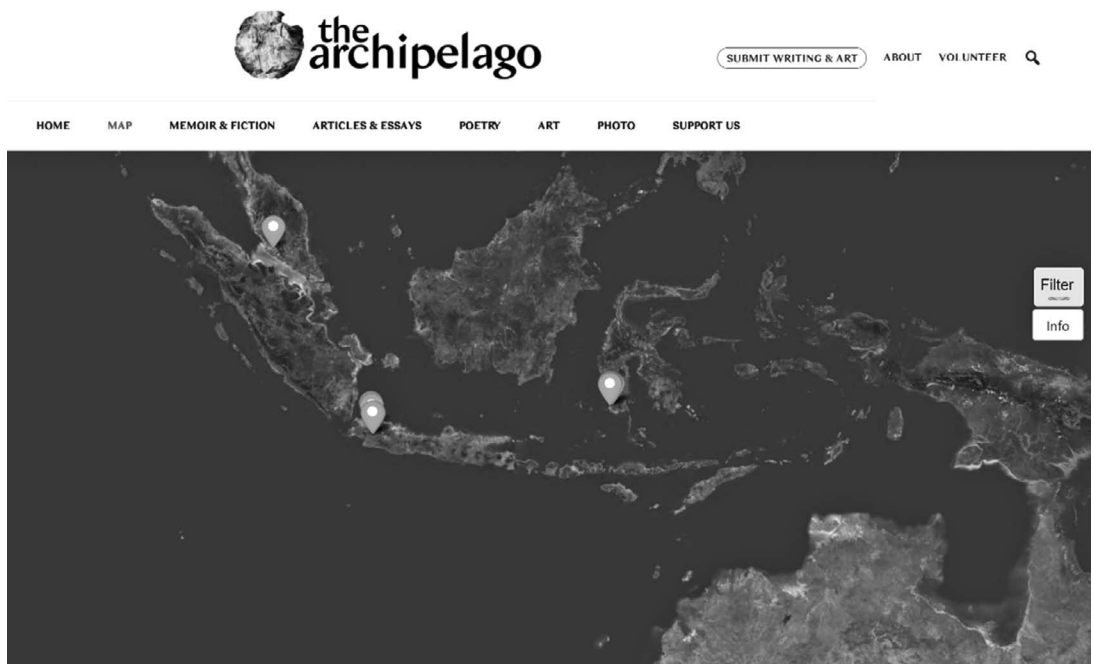 the
archipelago
SUBMIT WRITING & ART ABOUT VOLUNTEER
HOME MAP MEMOIR & FICTION ARTICLES & ESSAYS POETRY ART PHOTO SUPPORT US
Filter
Info